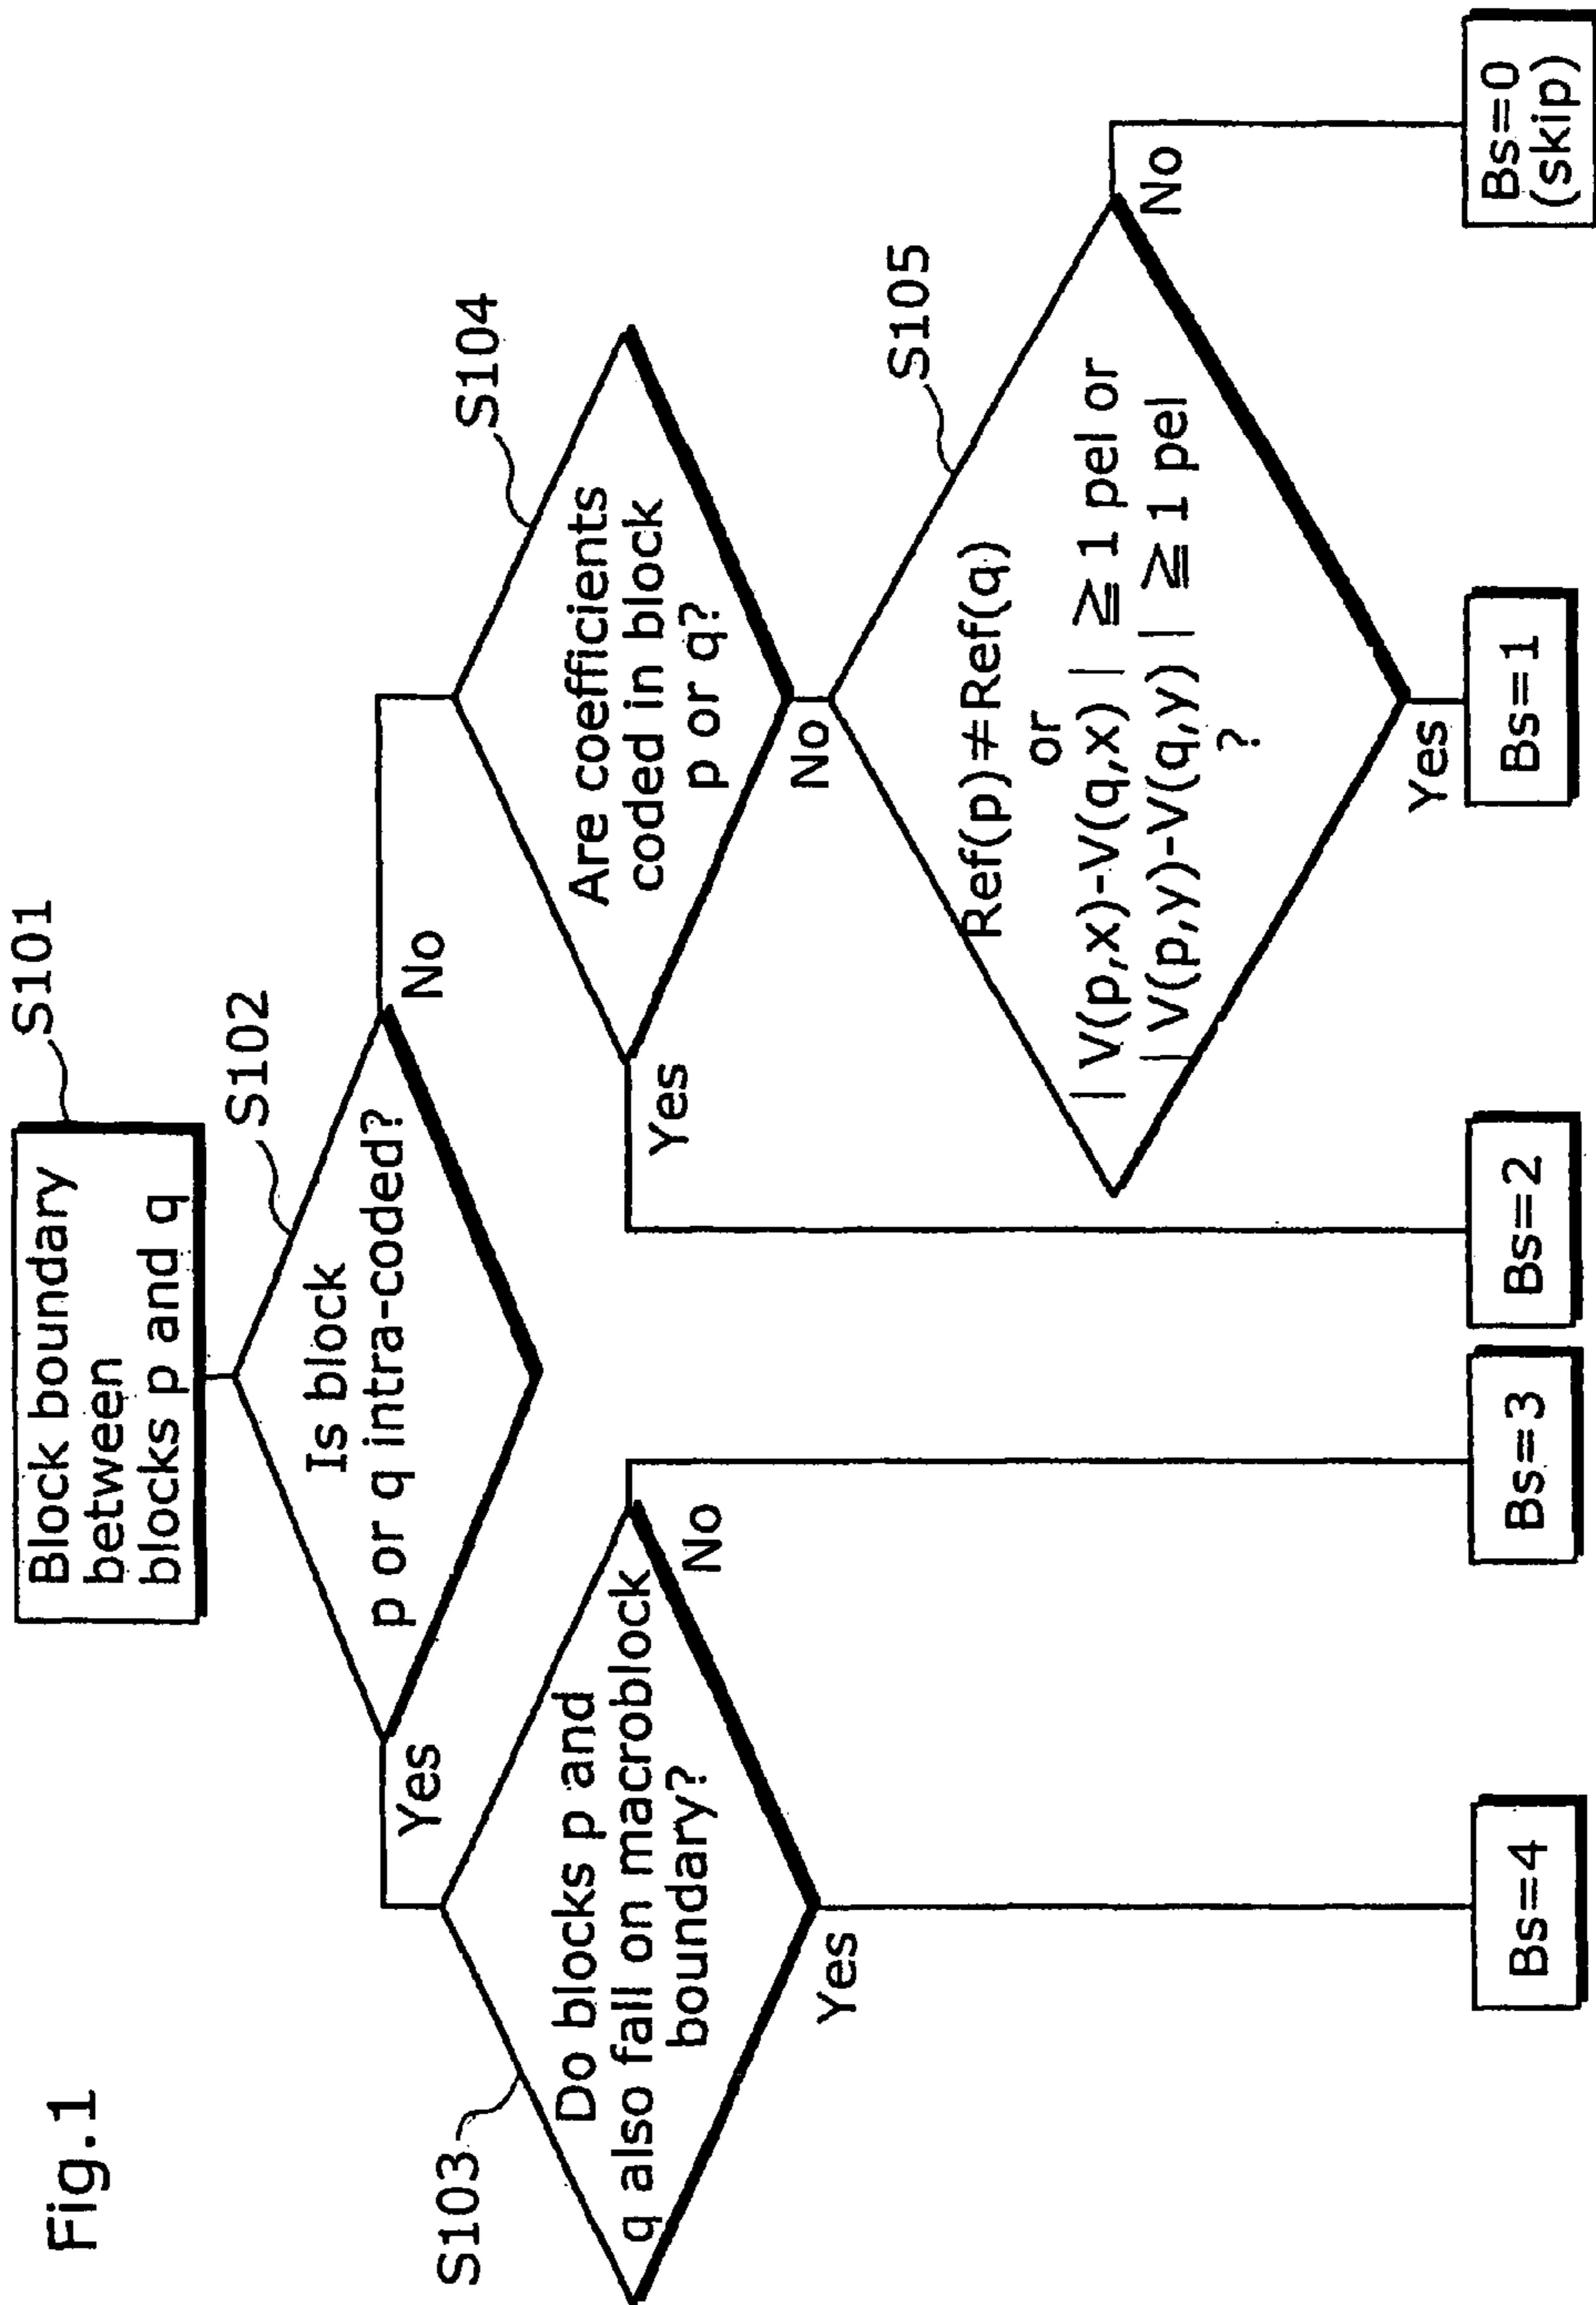 Fig.1
Block boundary
between
blocks p and q
S101
Is block
p or q intra-coded?
S102
Yes
No
S103
Do blocks p and
q also fall on macroblock
boundary?
No
Yes
Are coefficients
coded in block
p or q?
S104
Yes
No
Ref(p)≠Ref(q)
or
|V(p,x)-V(q,x)|≧1 pel or
|V(p,y)-V(q,y)|≧1 pel
?
S105
No
Yes
Bs=4
Bs=3
Bs=2
Bs=1
Bs=0
(skip)